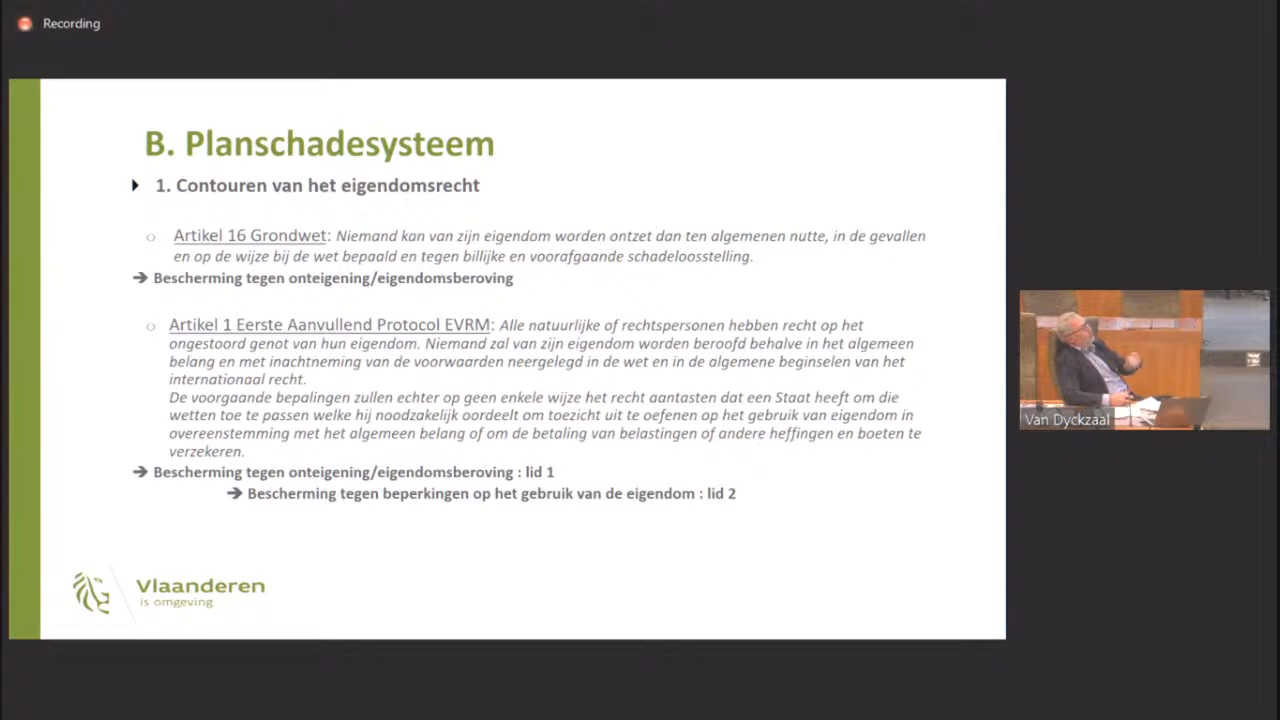 Recording
B. Planschadesysteem
1. Contouren van het eigendomsrecht
Artikel 16 Grondwet: Niemand kan van zijn eigendom worden ontzet dan ten algemenen nutte, in de gevallen
en op de wijze bij de wet bepaald en tegen billijke en voorafgaande schadeloosstelling.
➔ Bescherming tegen onteigening/eigendomsberoving
Artikel 1 Eerste Aanvullend Protocol EVRM: Alle natuurlijke of rechtspersonen hebben recht op het
ongestoord genot van hun eigendom. Niemand zal van zijn eigendom worden beroofd behalve in het algemeen
belang en met inachtneming van de voorwaarden neergelegd in de wet en in de algemene beginselen van het
internationaal recht.
De voorgaande bepalingen zullen echter op geen enkele wijze het recht aantasten dat een Staat heeft om die
wetten toe te passen welke hij noodzakelijk oordeelt om toezicht uit te oefenen op het gebruik van eigendom in
overeenstemming met het algemeen belang of om de betaling van belastingen of andere heffingen en boeten te
verzekeren.
➔ Bescherming tegen onteigening/eigendomsberoving : lid 1
➔ Bescherming tegen beperkingen op het gebruik van de eigendom : lid 2
Vlaanderen
is omgeving
Van Dyckzaal